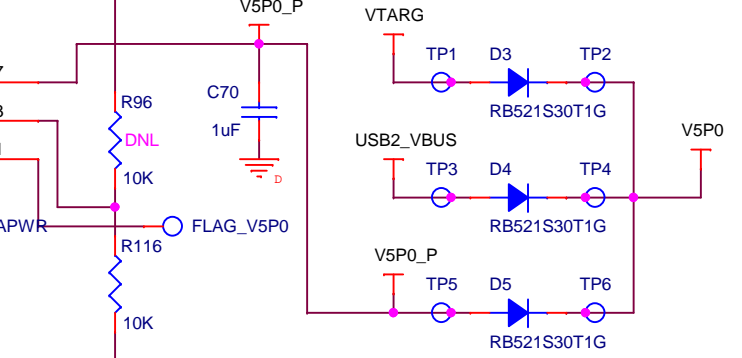 V5P0_P
VTARG
TP1
D3
TP2
RB521S30T1G
C70
1uF
D
R96
DNL
10K
USB2_VBUS
TP3
D4
TP4
RB521S30T1G
V5P0
APWR
FLAG_V5P0
R116
10K
V5P0_P
TP5
D5
TP6
RB521S30T1G